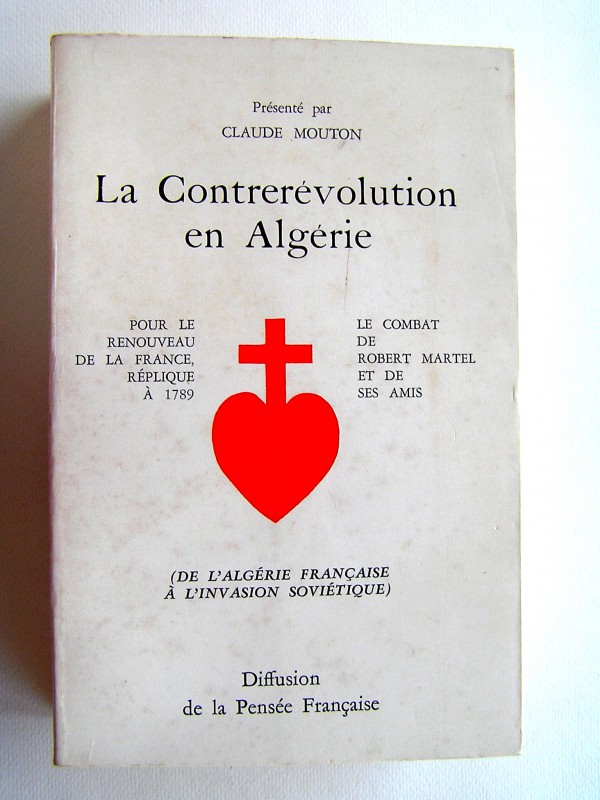 Présenté par
CLAUDE MOUTON
La Contrerévolution
en Algérie
POUR LE
RENOUVEAU
DE LA FRANCE,
RÉPLIQUE
À 1789
LE COMBAT
DE
ROBERT MARTEL
ET DE
SES AMIS
(DE L'ALGÉRIE FRANÇAISE
À L'INVASION SOVIÉTIQUE)
Diffusion
de la Pensée Française